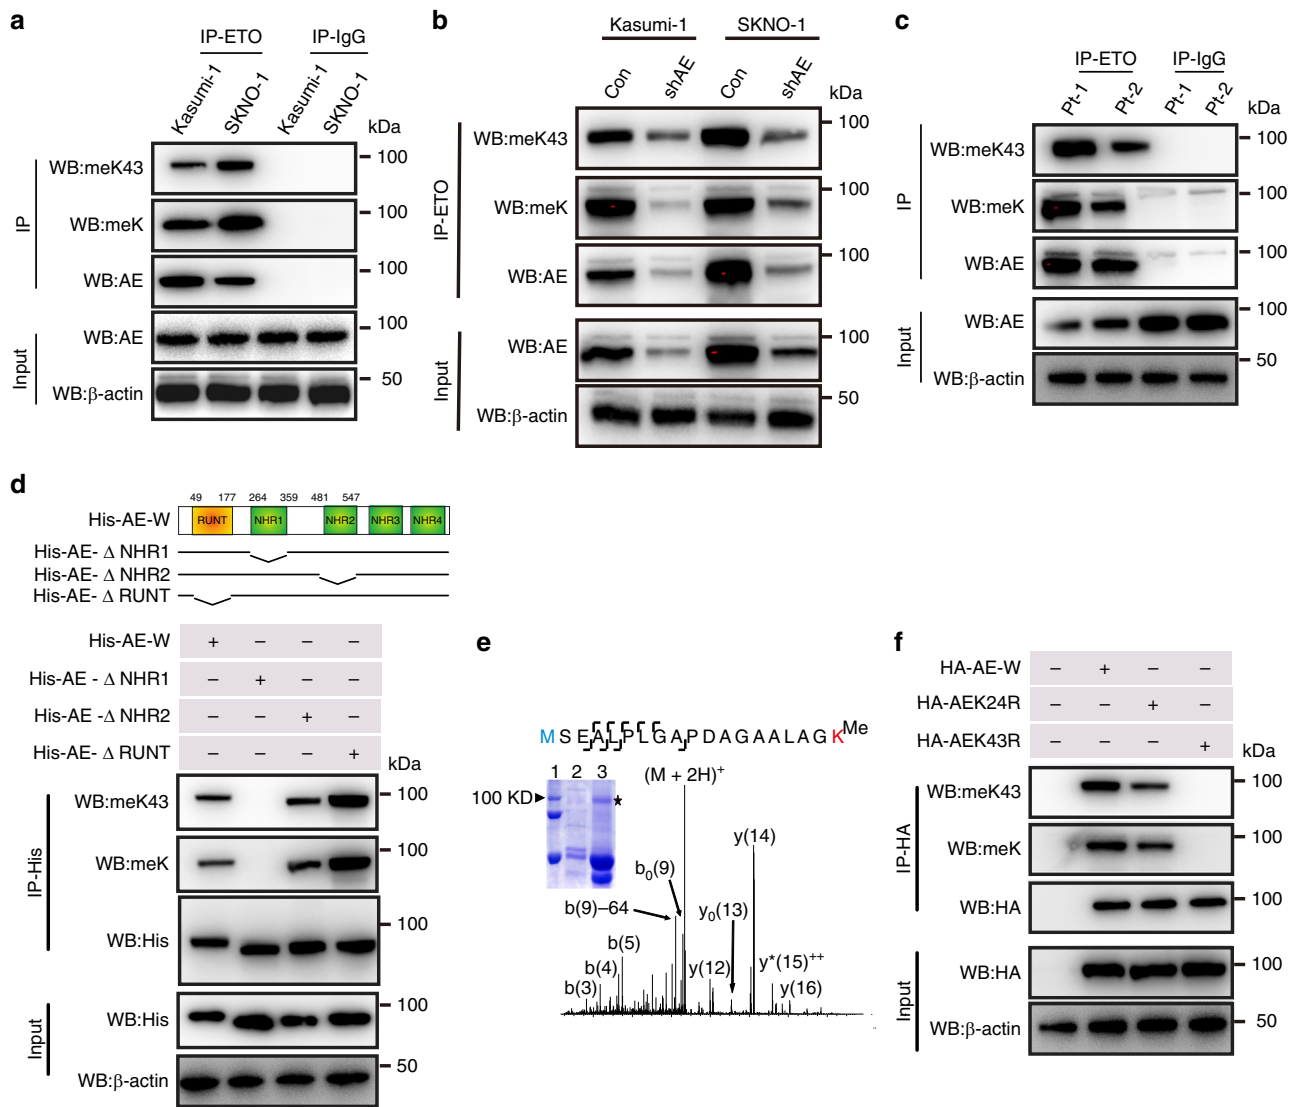 a
IP-ETO IP-IgG
Kasumi-1 SKNO-1 Kasumi-1 SKNO-1
kDa
IP
WB:meK43 100
WB:meK 100
WB:AE 100
Input
WB:AE 100
WB:β-actin 50
b
Kasumi-1 SKNO-1
Con shAE Con shAE
kDa
IP-ETO
WB:meK43 100
WB:meK 100
WB:AE 100
Input
WB:AE 100
WB:β-actin 50
c
IP-ETO IP-IgG
Pt-1 Pt-2 Pt-1 Pt-2
kDa
IP
WB:meK43 100
WB:meK 100
WB:AE 100
Input
WB:AE 100
WB:β-actin 50
d
49 177 264 359 481 547
His-AE-W RUNT NHR1 NHR2 NHR3 NHR4
His-AE- Δ NHR1
His-AE- Δ NHR2
His-AE- Δ RUNT
His-AE-W + – – –
His-AE - Δ NHR1 – + – –
His-AE -Δ NHR2 – – + –
His-AE- Δ RUNT – – – +
kDa
IP-His
WB:meK43 100
WB:meK 100
WB:His 100
Input
WB:His 100
WB:β-actin 50
e
M S E A L P L G A P D A G A A L A G K Me
1 2 3
100 KD
(M + 2H)+
y(14)
b0(9)
b(9)–64
y0(13)
b(5)
b(4)
b(3)
y(12)
y*(15)++
y(16)
f
HA-AE-W – + – –
HA-AEK24R – – + –
HA-AEK43R – – – +
kDa
IP-HA
WB:meK43 100
WB:meK 100
WB:HA 100
Input
WB:HA 100
WB:β-actin 50